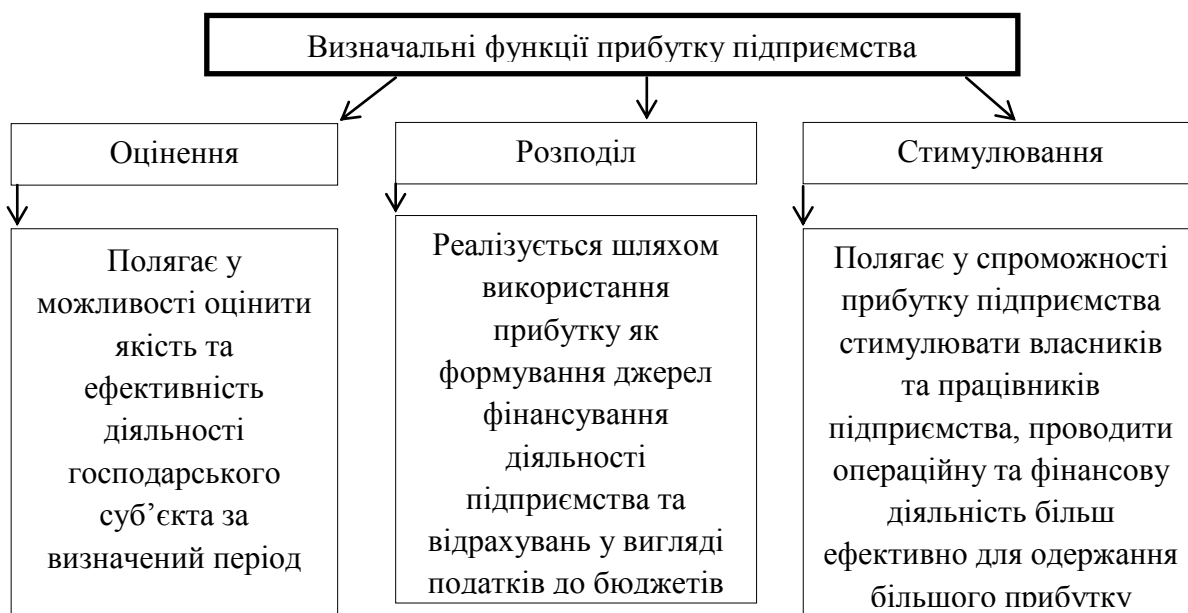 Визначальні функції прибутку підприємства
Оцінення
Розподіл
Стимулювання
Полягає у
можливості оцінити
якість та
ефективність
діяльності
господарського
суб’єкта за
визначений період
Реалізується шляхом
використання
прибутку як
формування джерел
фінансування
діяльності
підприємства та
відрахувань у вигляді
податків до бюджетів
Полягає у спроможності
прибутку підприємства
стимулювати власників
та працівників
підприємства, проводити
операційну та фінансову
діяльність більш
ефективно для одержання
більшого прибутку